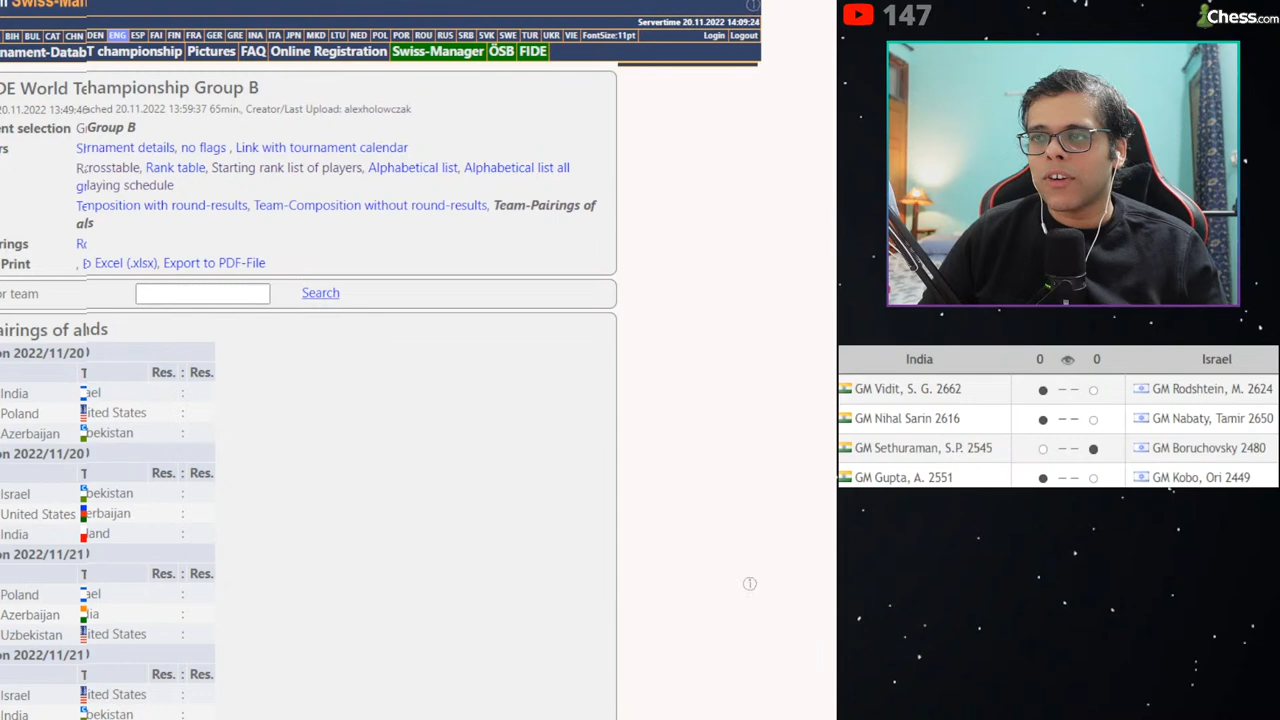 Swiss-Man
147
Chess.com
Servertime 20.11.2022 14:09:24
BIH BUL CAT CHN DEN ENG ESP FAI FIN FRA GER GRE INA ITA JPN MKD LTU NED POL POR ROU RUS SRB SVK SWE TUR UKR VIE FontSize:11pt Login Logout
nament-Datab T championship Pictures FAQ Online Registration Swiss-Manager ÖSB FIDE
DE World T hampionship Group B
20.11.2022 13:49:4 ched 20.11.2022 13:59:37 65min., Creator/Last Upload: alexholowczak
nt selection G Group B
rs S rnament details, no flags , Link with tournament calendar
R rosstable, Rank table, Starting rank list of players, Alphabetical list, Alphabetical list all
gr laying schedule
Te mposition with round-results, Team-Composition without round-results, Team-Pairings of
als
rings R
Print , D Excel (.xlsx), Export to PDF-File
or team Search
airings of al ds
on 2022/11/20
T Res. : Res.
India ael :
Poland ited States :
Azerbaijan bekistan :
on 2022/11/20
T Res. : Res.
Israel bekistan :
United States erbaijan :
India land :
on 2022/11/21
T Res. : Res.
Poland ael :
Azerbaijan dia :
Uzbekistan ited States :
on 2022/11/21
T Res. : Res.
Israel ited States :
India bekistan :
India 0 0 Israel
GM Vidit, S. G. 2662 – – GM Rodshtein, M. 2624
GM Nihal Sarin 2616 – – GM Nabaty, Tamir 2650
GM Sethuraman, S.P. 2545 – – GM Boruchovsky 2480
GM Gupta, A. 2551 – – GM Kobo, Ori 2449